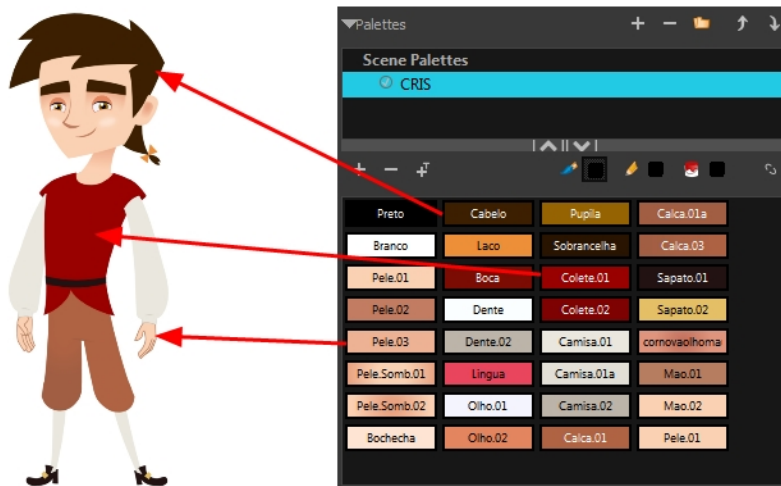 Palettes
Scene Palettes
CRIS
Preto Cabelo Pupila Calca.01a
Branco Laco Sobrancelha Calca.03
Pele.01 Boca Colete.01 Sapato.01
Pele.02 Dente Colete.02 Sapato.02
Pele.03 Dente.02 Camisa.01 cornovaolhoma
Pele.Somb.01 Lingua Camisa.01a Mao.01
Pele.Somb.02 Olho.01 Camisa.02 Mao.02
Bochecha Olho.02 Calca.01 Pele.01